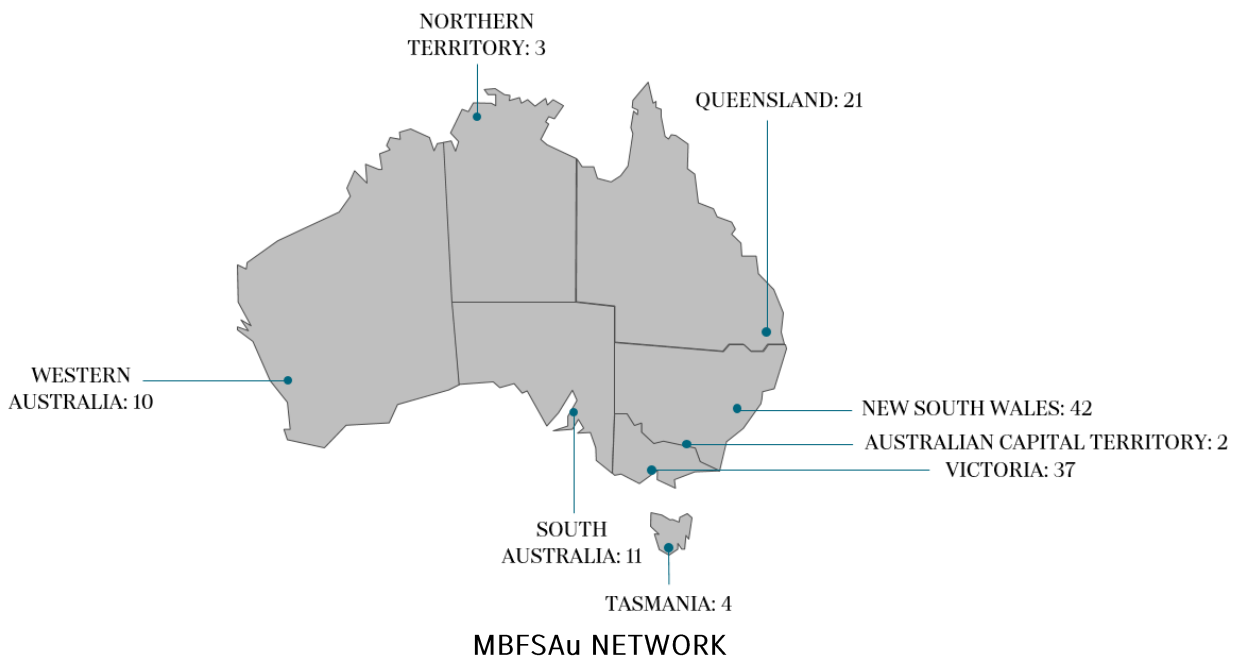 NORTHERN
TERRITORY: 3
QUEENSLAND: 21
WESTERN
AUSTRALIA: 10
NEW SOUTH WALES: 42
AUSTRALIAN CAPITAL TERRITORY: 2
VICTORIA: 37
SOUTH
AUSTRALIA: 11
TASMANIA: 4
MBFSAu NETWORK